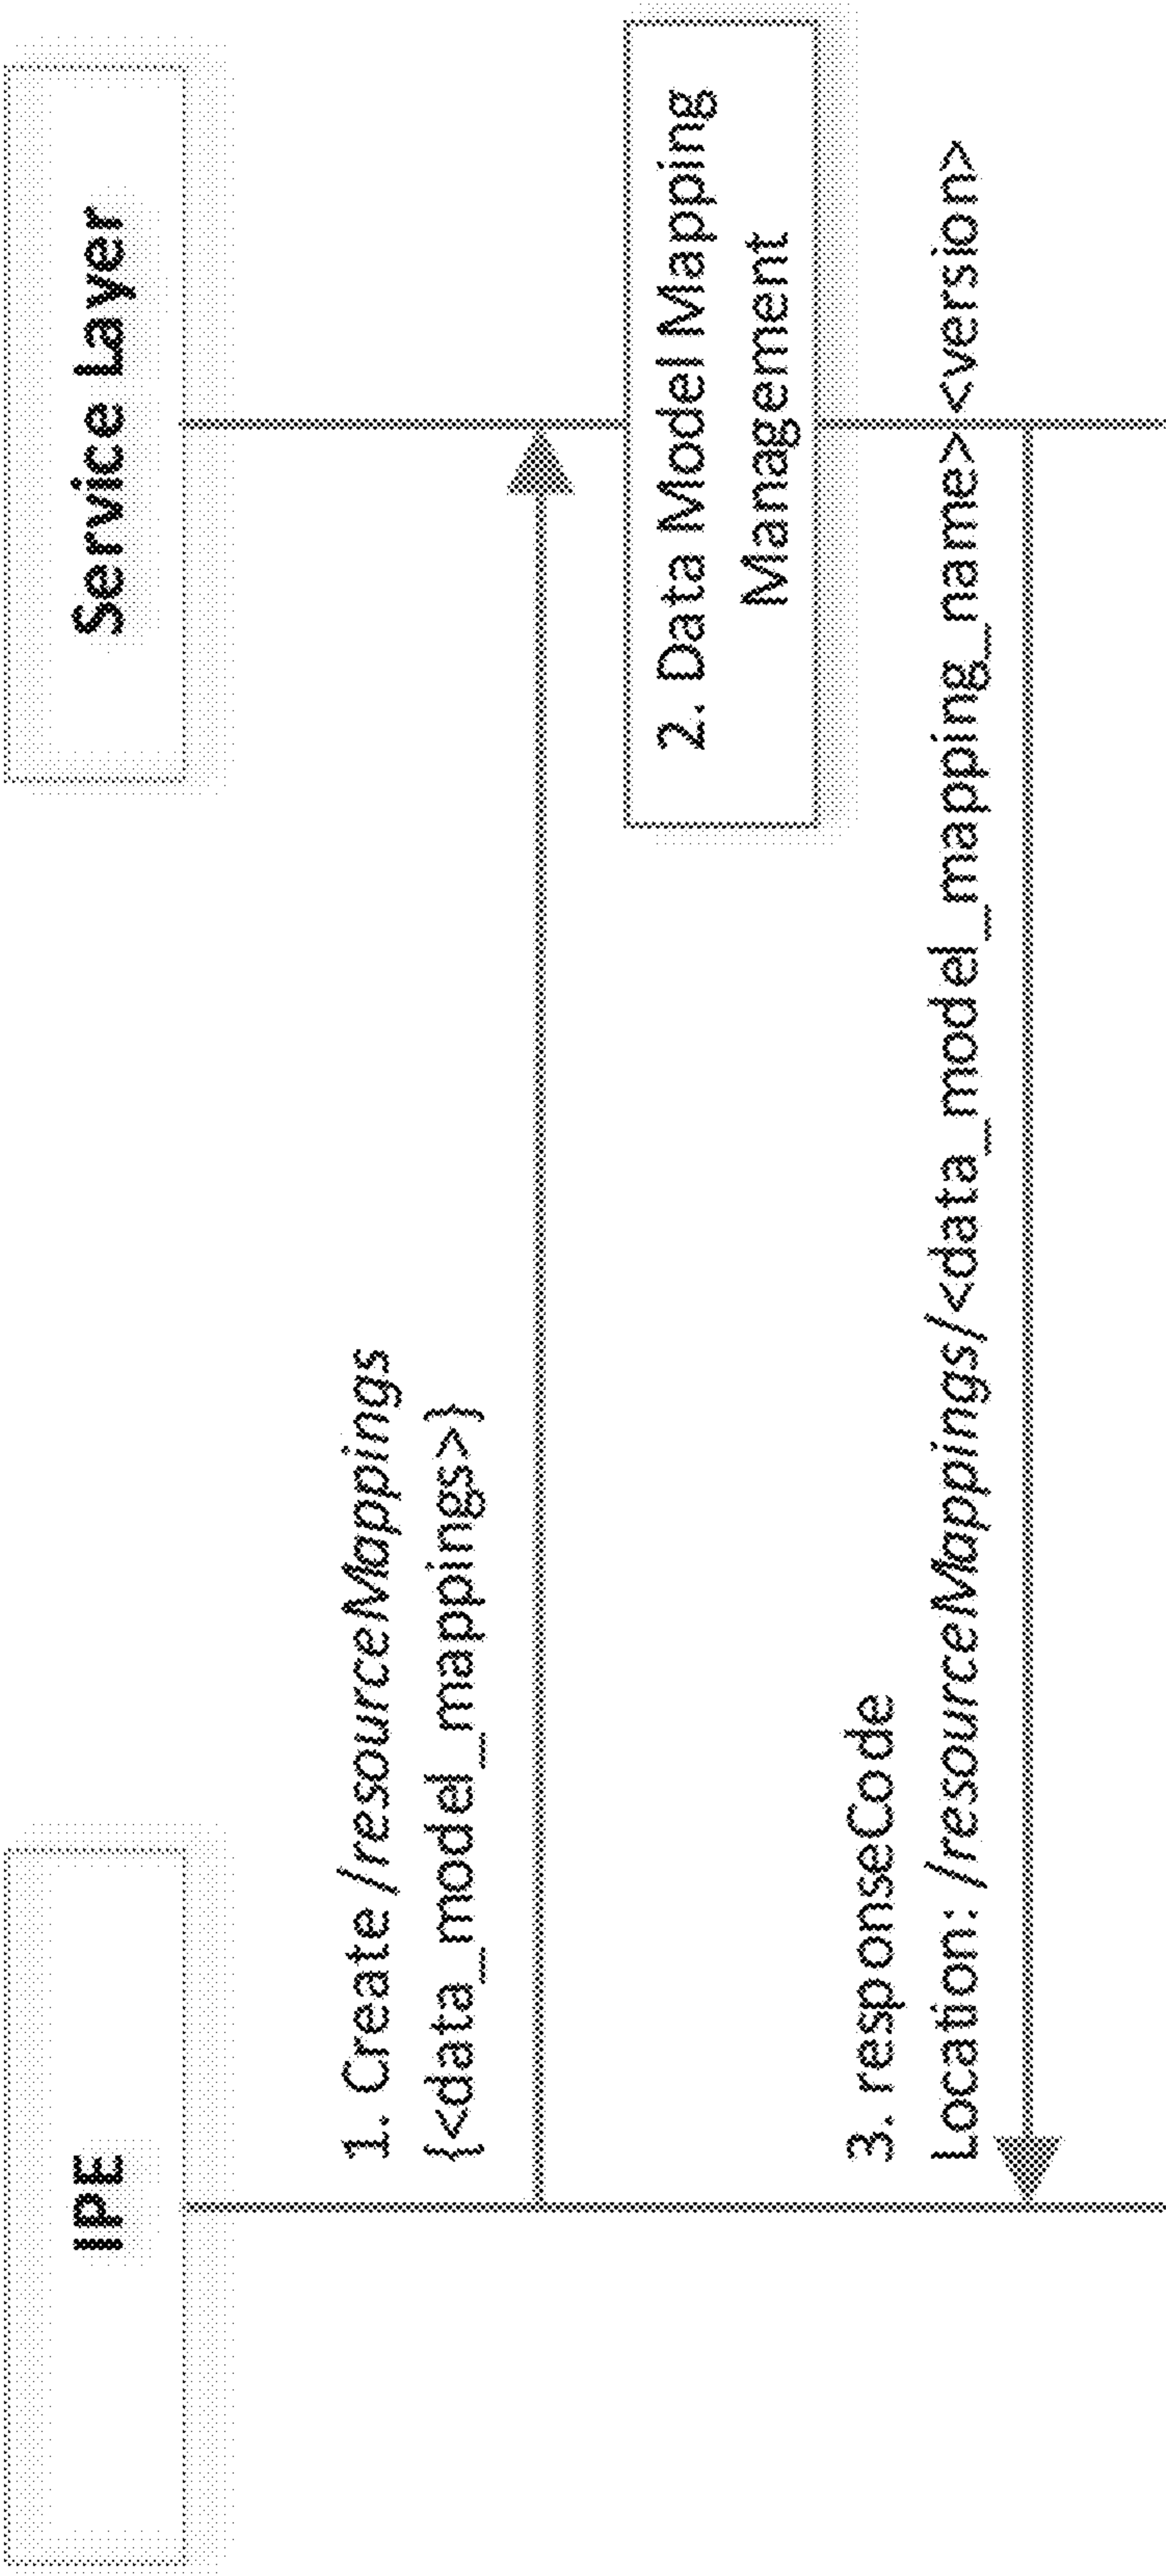 IPE
Service Layer
1. Create /resourceMappings
{<data_model_mappings>}
2. Data Model Mapping
Management
3. responseCode
Location: /resourceMappings/<data_model_mapping_name><version>